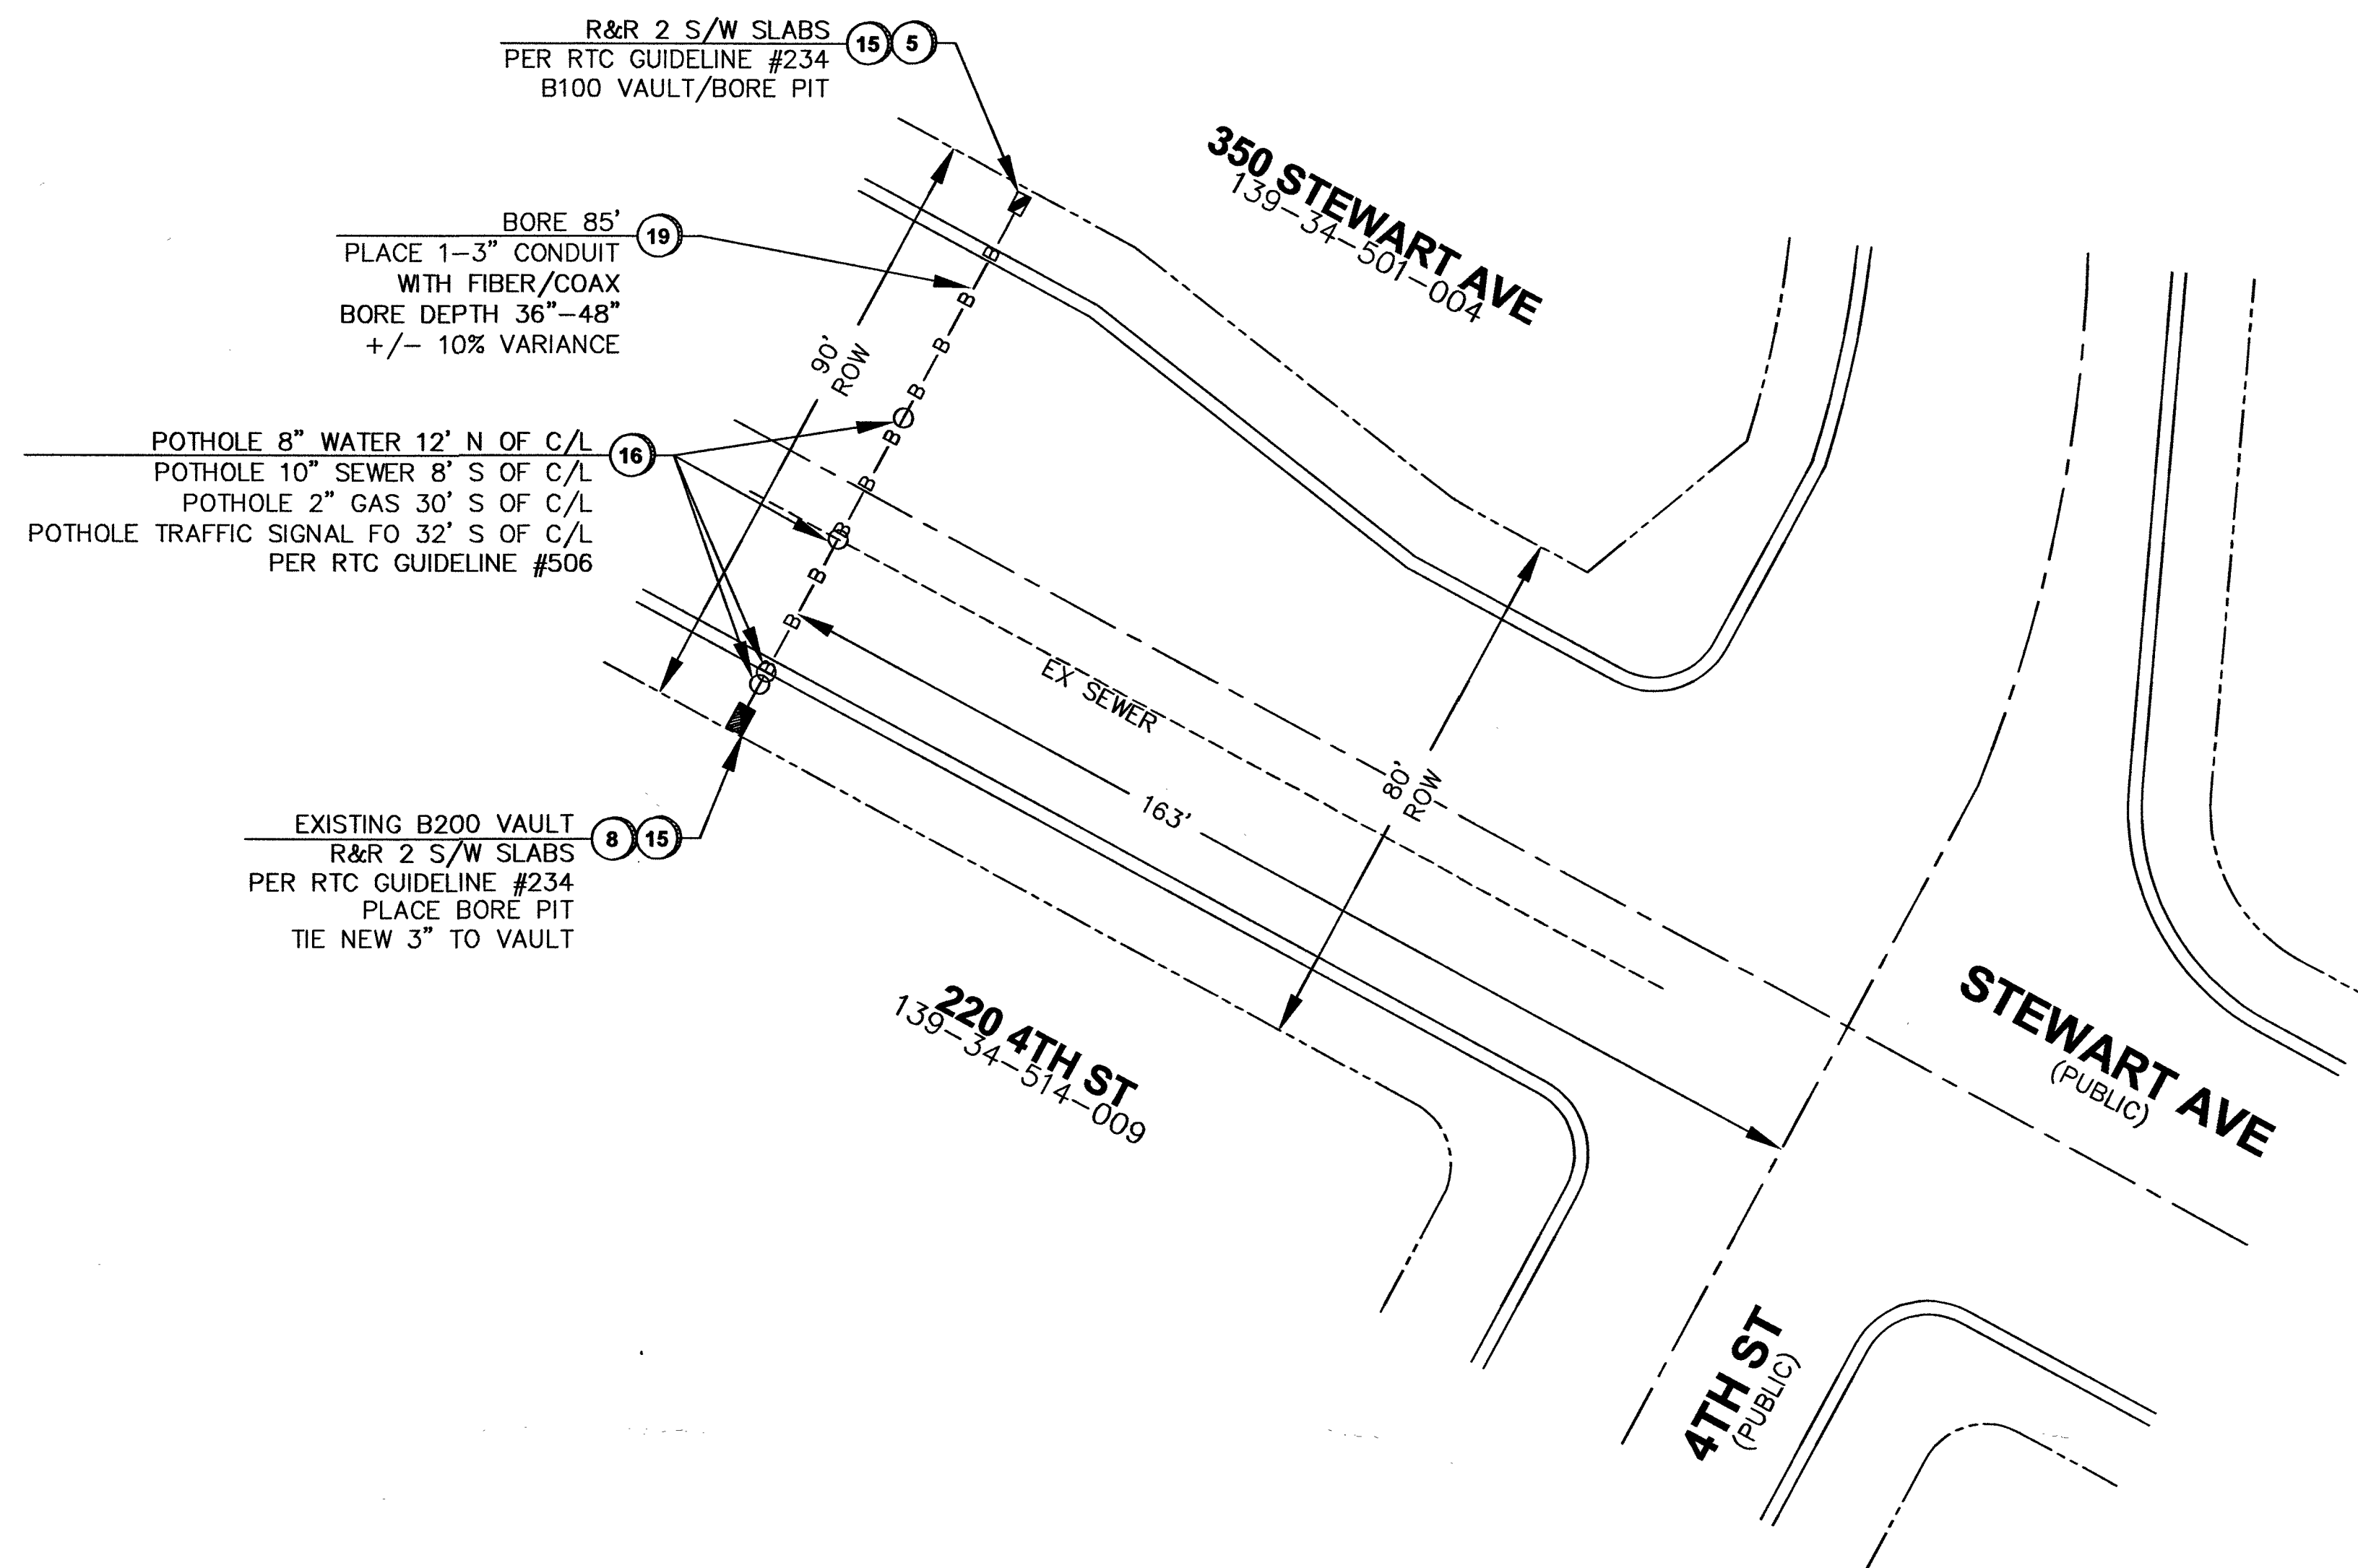 R&R 2 S/W SLABS
PER RTC GUIDELINE #234
B100 VAULT/BORE PIT
15 5
350 STEWART AVE
139-34-501-004
BORE 85'
PLACE 1-3" CONDUIT
WITH FIBER/COAX
BORE DEPTH 36"-48"
+/- 10% VARIANCE
19
90'
ROW
B
B
B
B
B
B
B
B
B
B
POTHOLE 8" WATER 12' N OF C/L
POTHOLE 10" SEWER 8' S OF C/L
POTHOLE 2" GAS 30' S OF C/L
POTHOLE TRAFFIC SIGNAL FO 32' S OF C/L
PER RTC GUIDELINE #506
16
EX SEWER
80'
ROW
163'
EXISTING B200 VAULT
R&R 2 S/W SLABS
PER RTC GUIDELINE #234
PLACE BORE PIT
TIE NEW 3" TO VAULT
8 15
220 4TH ST
139-34-514-009
STEWART AVE
(PUBLIC)
4TH ST
(PUBLIC)